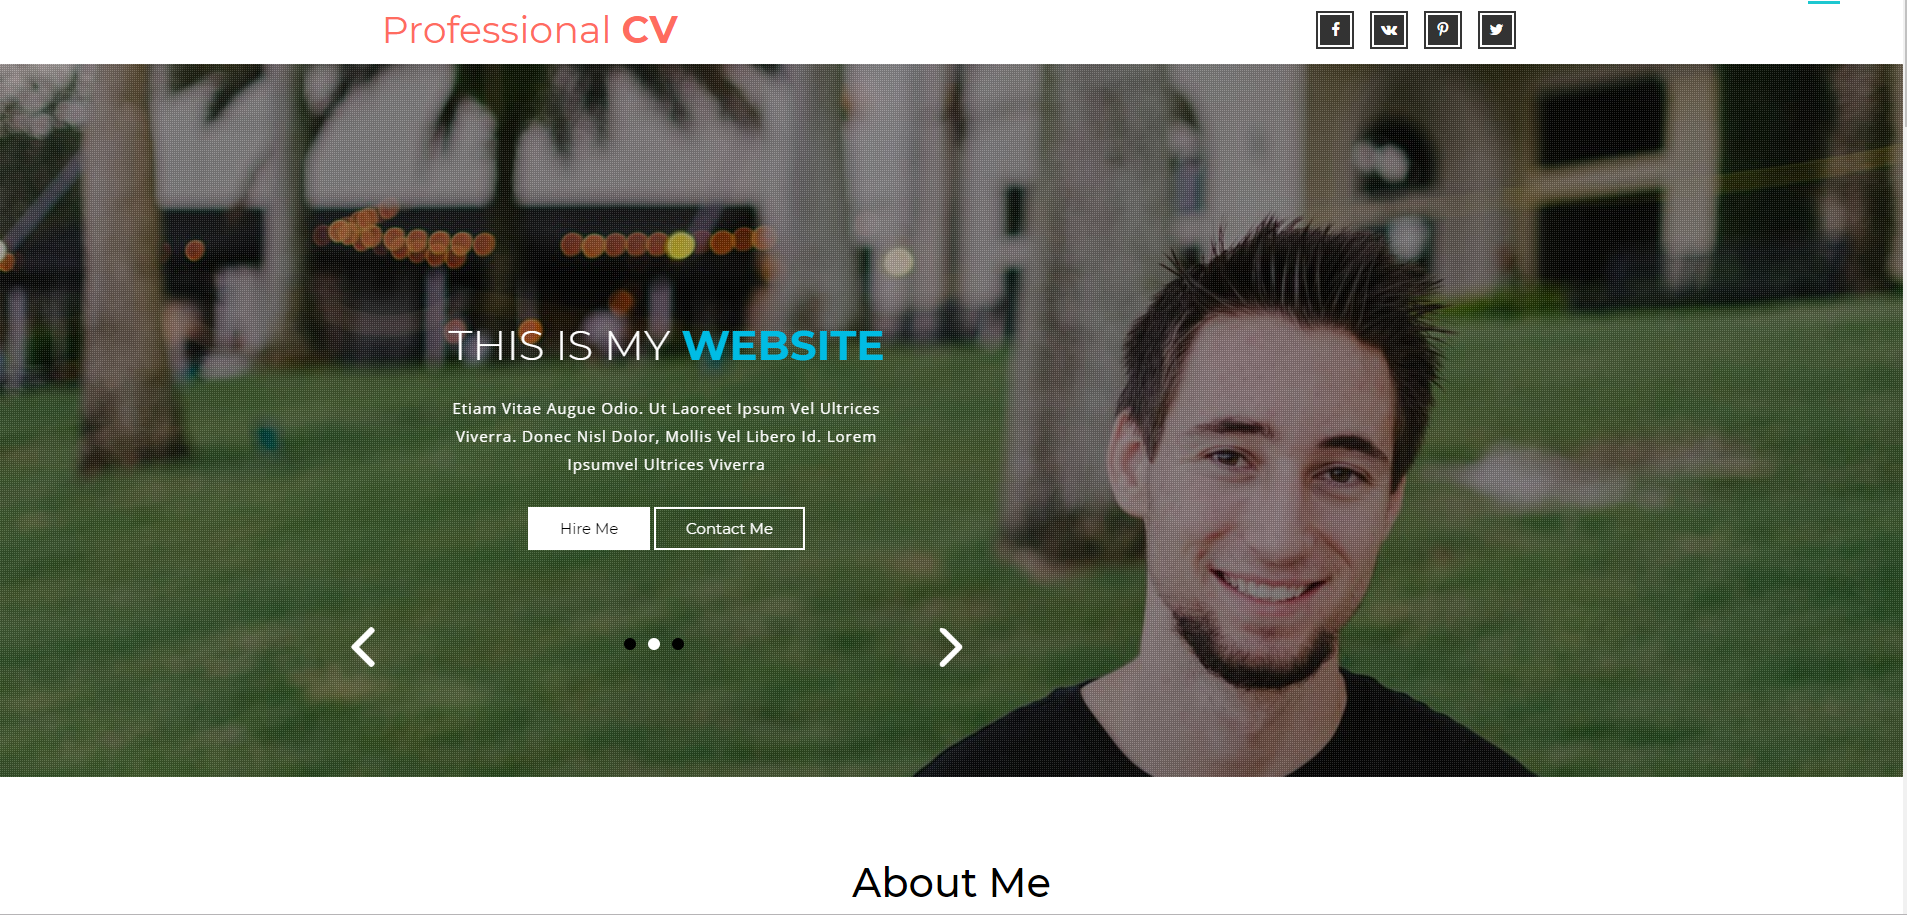 Professional CV
THIS IS MY WEBSITE
Etiam Vitae Augue Odio. Ut Laoreet Ipsum Vel Ultrices
Viverra. Donec Nisl Dolor, Mollis Vel Libero Id. Lorem
Ipsumvel Ultrices Viverra
Hire Me
Contact Me
About Me